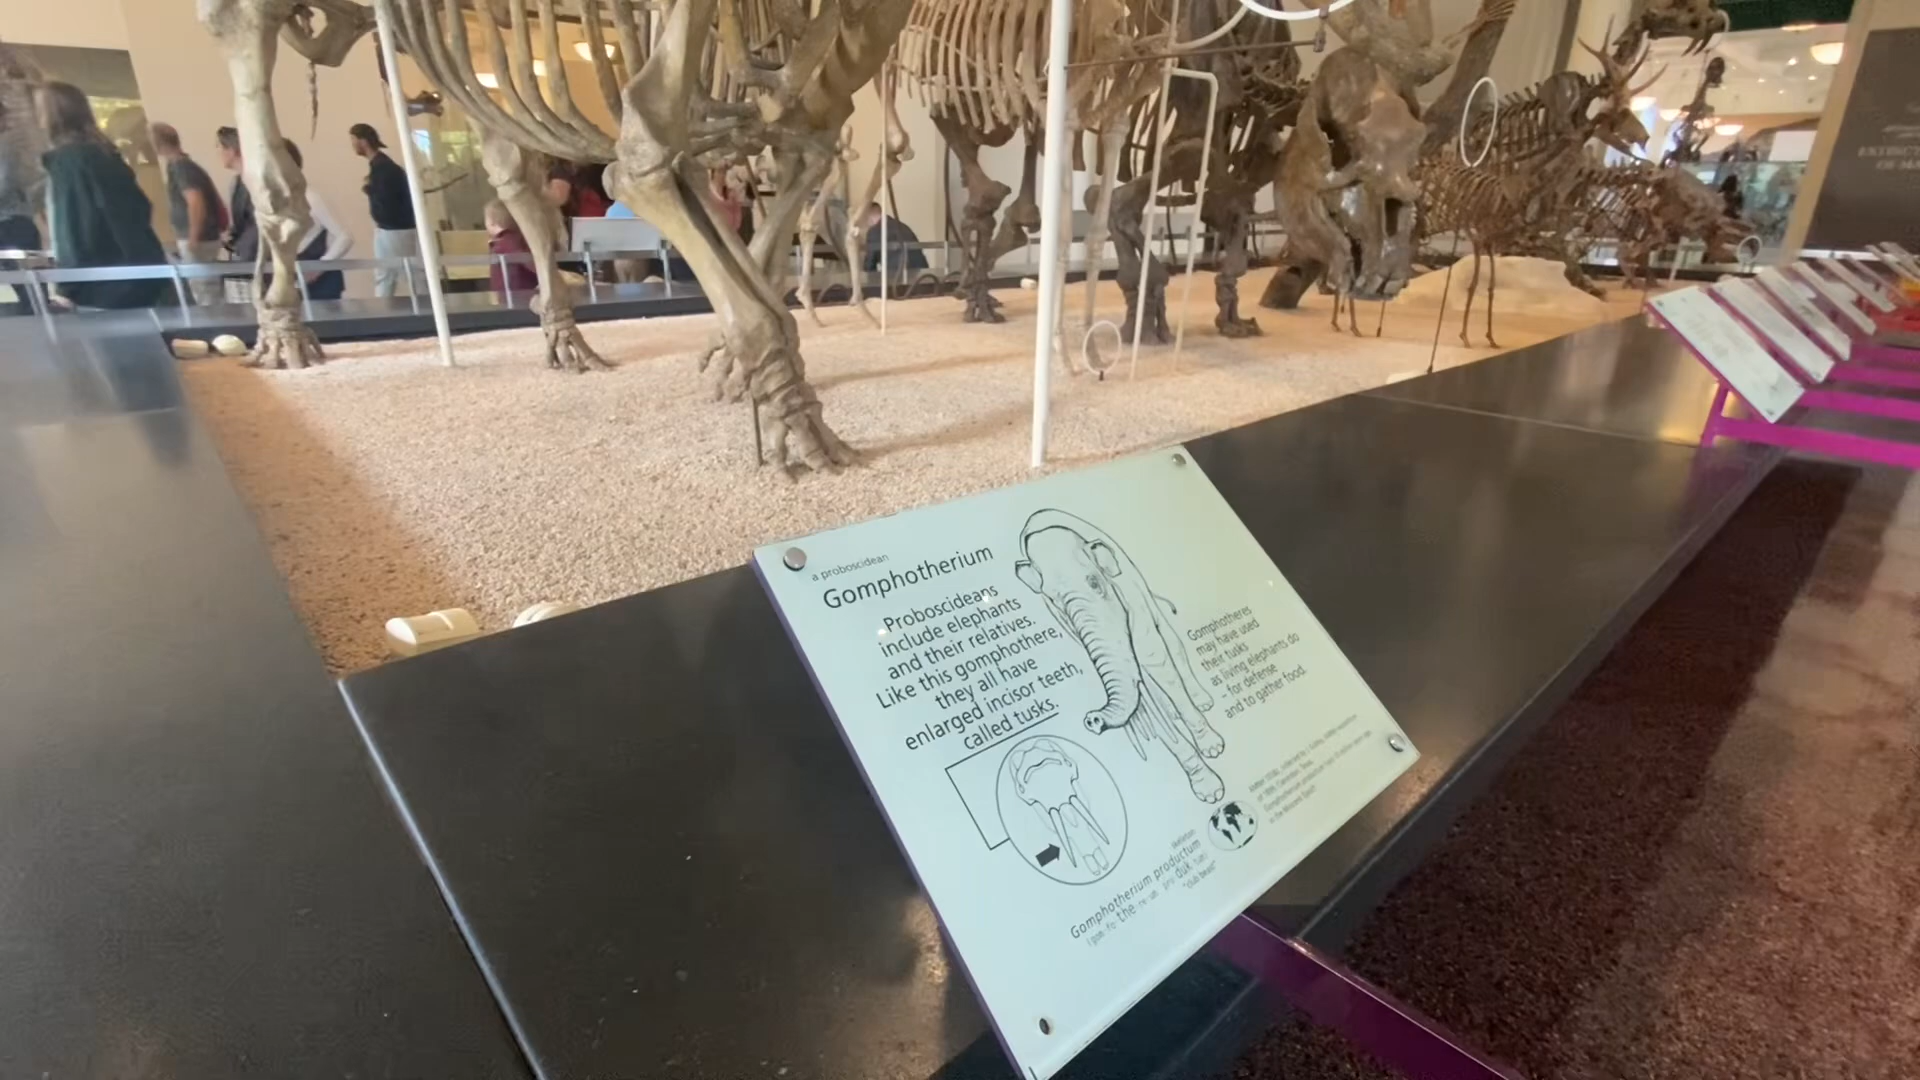 a proboscidean
Gomphotherium
Proboscideans
include elephants
and their relatives.
Like this gomphothere,
they all have
enlarged incisor teeth,
called tusks.
Gomphotheres
may have used
their tusks
as living elephants do
– for defense
and to gather food.
skeleton
Gomphotherium productum
"club beast"